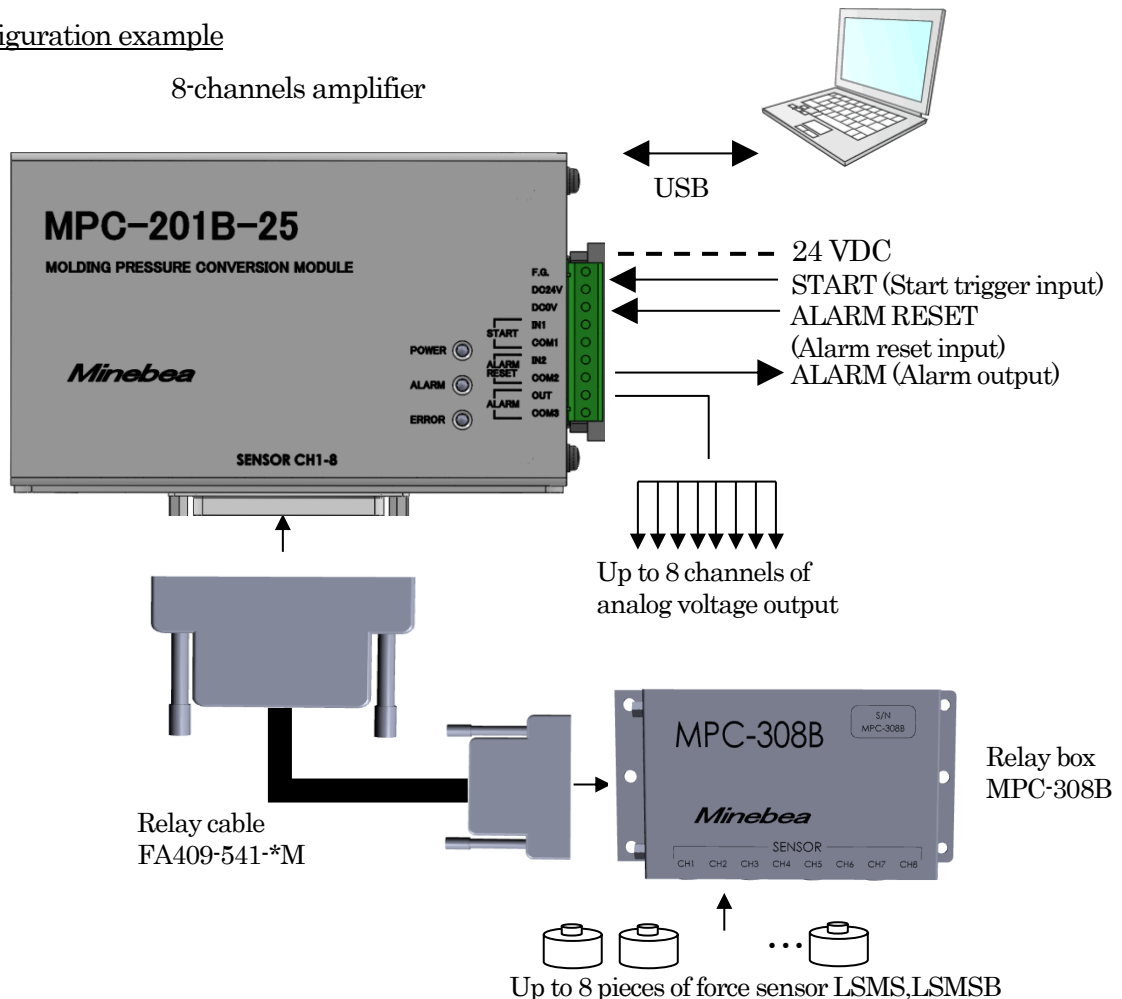 iguration example
8-channels amplifier
USB
MPC-201B-25
MOLDING PRESSURE CONVERSION MODULE
Minebea
POWER
ALARM
ERROR
SENSOR CH1-8
F.G.
DC24V
DC0V
IN1
START
COM1
IN2
ALARM
RESET
COM2
OUT
ALARM
COM3
24 VDC
START (Start trigger input)
ALARM RESET
(Alarm reset input)
ALARM (Alarm output)
Up to 8 channels of
analog voltage output
Relay cable
FA409-541-*M
MPC-308B
S/N
MPC-308B
Minebea
SENSOR
CH1 CH2 CH3 CH4 CH5 CH6 CH7 CH8
Relay box
MPC-308B
...
Up to 8 pieces of force sensor LSMS,LSMSB